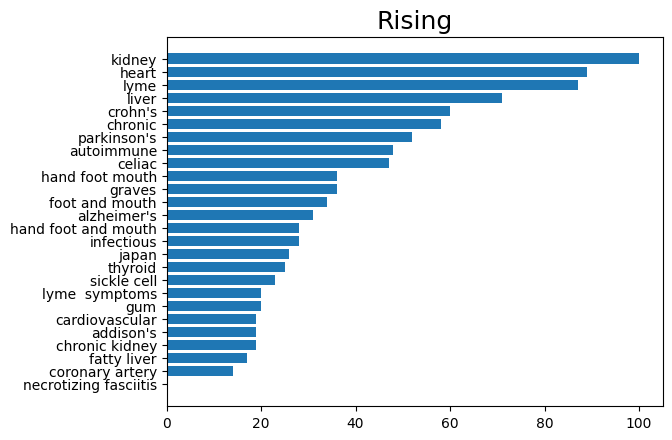 Rising
kidney
heart
lyme
liver
crohn's
chronic
parkinson's
autoimmune
celiac
hand foot mouth
graves
foot and mouth
alzheimer's
hand foot and mouth
infectious
japan
thyroid
sickle cell
lyme  symptoms
gum
cardiovascular
addison's
chronic kidney
fatty liver
coronary artery
necrotizing fasciitis
0 20 40 60 80 100